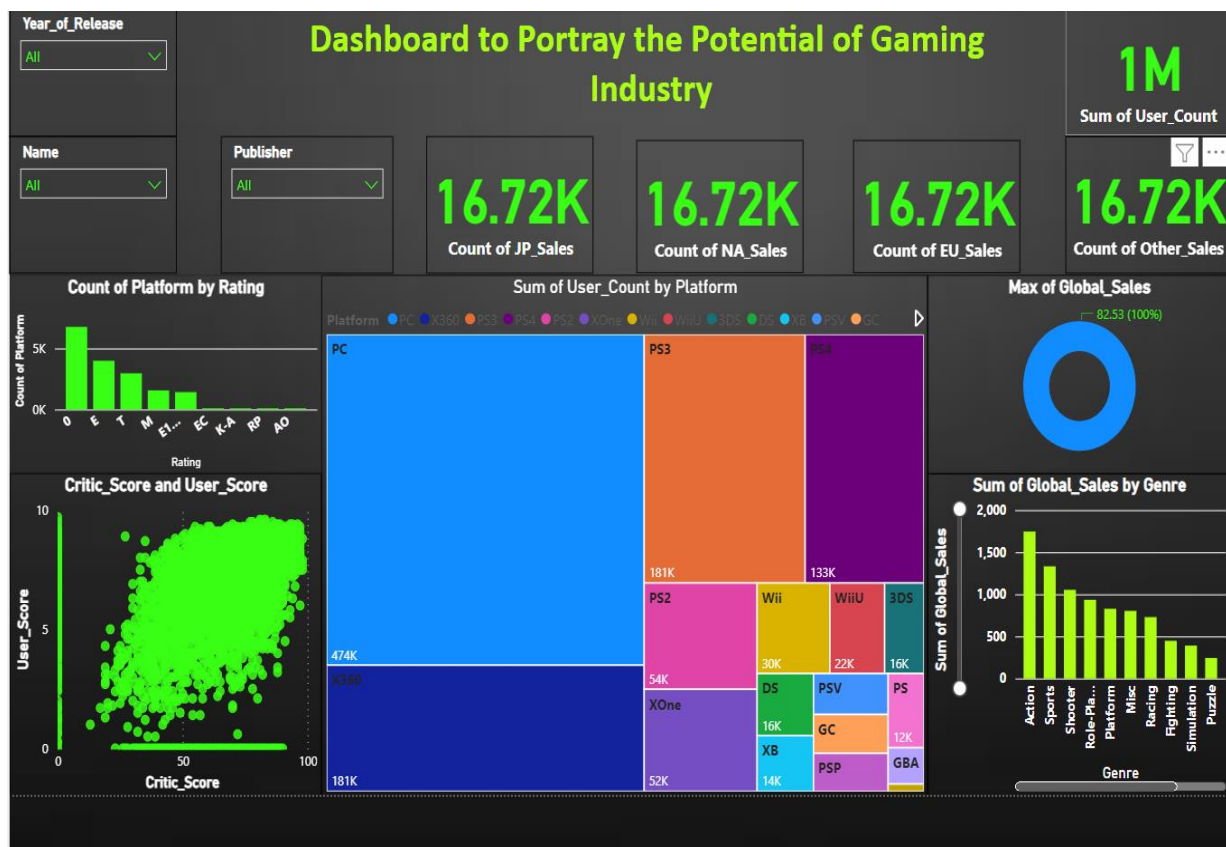 Year_of_Release
All
Dashboard to Portray the Potential of Gaming
Industry
1M
Sum of User_Count
Name
All
Publisher
All
16.72K
Count of JP_Sales
16.72K
Count of NA_Sales
16.72K
Count of EU_Sales
16.72K
Count of Other_Sales
Count of Platform by Rating
Count of Platform
5K
0K
0
E
T
M
E1...
EC
K-A
RP
AO
Rating
Sum of User_Count by Platform
Platform PC X360 PS3 PS4 PS2 XOne Wii WiiU 3DS DS XB PSV GC
PC
474K
X360
181K
PS3
181K
PS4
133K
PS2
54K
XOne
52K
Wii
30K
WiiU
22K
3DS
16K
DS
16K
XB
14K
PSV
GC
PSP
PS
12K
GBA
Max of Global_Sales
82.53 (100%)
Critic_Score and User_Score
User_Score
10
5
0
0
50
100
Critic_Score
Sum of Global_Sales by Genre
Sum of Global_Sales
2,000
1,500
1,000
500
0
Action
Sports
Shooter
Role-Pla...
Platform
Misc
Racing
Fighting
Simulation
Puzzle
Genre